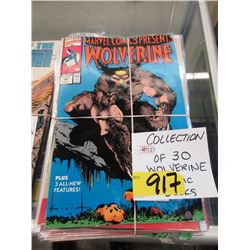 MARVEL COMICS PRESENTS
WOLVERINE
PLUS
3 ALL-NEW
FEATURES!
COLLECTION
OF 30
WOLVERINE
917